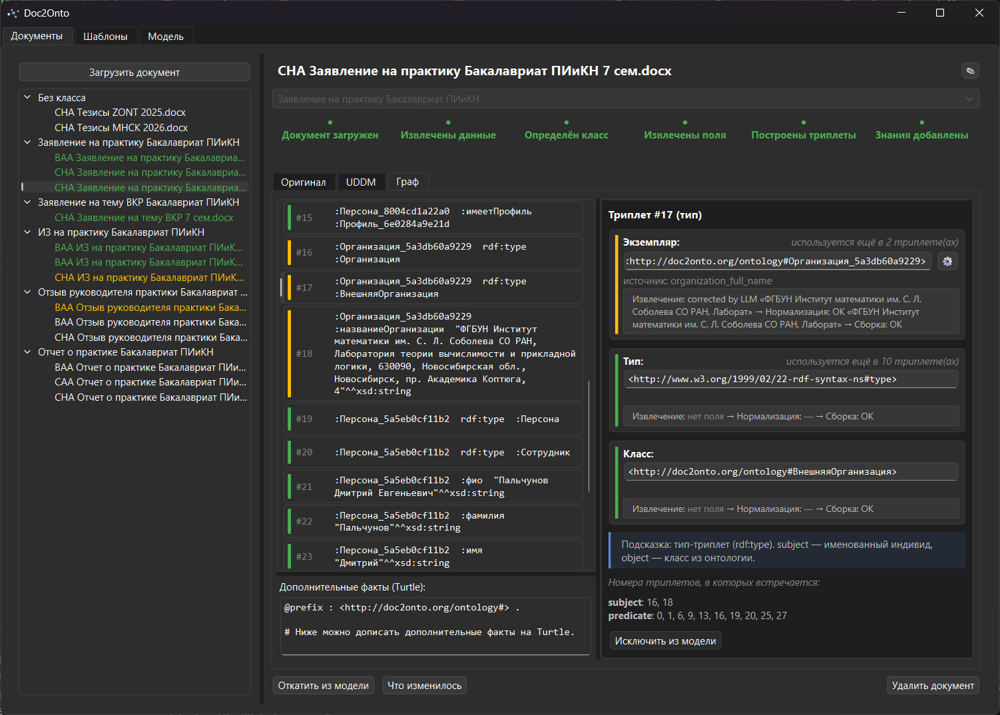 Doc2Onto
Документы
Шаблоны
Модель
Загрузить документ
Без класса
СНА Тезисы ZONT 2025.docx
СНА Тезисы МНСК 2026.docx
Заявление на практику Бакалавриат ПИиКН
ВАА Заявление на практику Бакалавриа...
СНА Заявление на практику Бакалавриа...
СНА Заявление на практику Бакалавриа...
Заявление на тему ВКР Бакалавриат ПИиКН
СНА Заявление на тему ВКР 7 сем.docx
ИЗ на практику Бакалавриат ПИиКН
ВАА ИЗ на практику Бакалавриат ПИиК...
ВАА ИЗ на практику Бакалавриат ПИиК...
СНА ИЗ на практику Бакалавриат ПИиК...
Отзыв руководителя практики Бакалавриат ...
ВАА Отзыв руководителя практики Бака...
ВАА Отзыв руководителя практики Бака...
СНА Отзыв руководителя практики Бака...
Отчет о практике Бакалавриат ПИиКН
ВАА Отчет о практике Бакалавриат ПИи...
САА Отчет о практике Бакалавриат ПИи...
СНА Отчет о практике Бакалавриат ПИи...
СНА Заявление на практику Бакалавриат ПИиКН 7 сем.docx
Заявление на практику Бакалавриат ПИиКН
Документ загружен
Извлечены данные
Определён класс
Извлечены поля
Построены триплеты
Знания добавлены
Оригинал
UDDM
Граф
#15
:Персона_8004cd1a22a0 :имеетПрофиль
:Профиль_6e0284a9e21d
#16
:Организация_5a3db60a9229 rdf:type
:Организация
#17
:Организация_5a3db60a9229 rdf:type
:ВнешняяОрганизация
#18
:Организация_5a3db60a9229
:названиеОрганизации "ФГБУН Институт
математики им. С. Л. Соболева СО РАН,
Лаборатория теории вычислимости и прикладной
логики, 630090, Новосибирская обл.,
Новосибирск, пр. Академика Коптюга,
4"^^xsd:string
#19
:Персона_5a5eb0cf11b2 rdf:type :Персона
#20
:Персона_5a5eb0cf11b2 rdf:type :Сотрудник
#21
:Персона_5a5eb0cf11b2 :фио "Пальчунов
Дмитрий Евгеньевич"^^xsd:string
#22
:Персона_5a5eb0cf11b2 :фамилия
"Пальчунов"^^xsd:string
#23
:Персона_5a5eb0cf11b2 :имя
"Дмитрий"^^xsd:string
Дополнительные факты (Turtle):
@prefix : <http://doc2onto.org/ontology#> .
# Ниже можно дописать дополнительные факты на Turtle.
Триплет #17 (тип)
Экземпляр:
используется ещё в 2 триплете(ах)
<http://doc2onto.org/ontology#Организация_5a3db60a9229>
источник: organization_full_name
Извлечение: corrected by LLM «ФГБУН Институт математики им. С. Л.
Соболева СО РАН, Лаборат» → Нормализация: ОК «ФГБУН Институт
математики им. С. Л. Соболева СО РАН, Лаборат» → Сборка: ОК
Тип:
используется ещё в 10 триплете(ах)
<http://www.w3.org/1999/02/22-rdf-syntax-ns#type>
Извлечение: нет поля → Нормализация: — → Сборка: ОК
Класс:
<http://doc2onto.org/ontology#ВнешняяОрганизация>
Извлечение: нет поля → Нормализация: — → Сборка: ОК
Подсказка: тип-триплет (rdf:type). subject — именованный индивид,
object — класс из онтологии.
Номера триплетов, в которых встречается:
subject: 16, 18
predicate: 0, 1, 6, 9, 13, 16, 19, 20, 25, 27
Исключить из модели
Откатить из модели
Что изменилось
Удалить документ